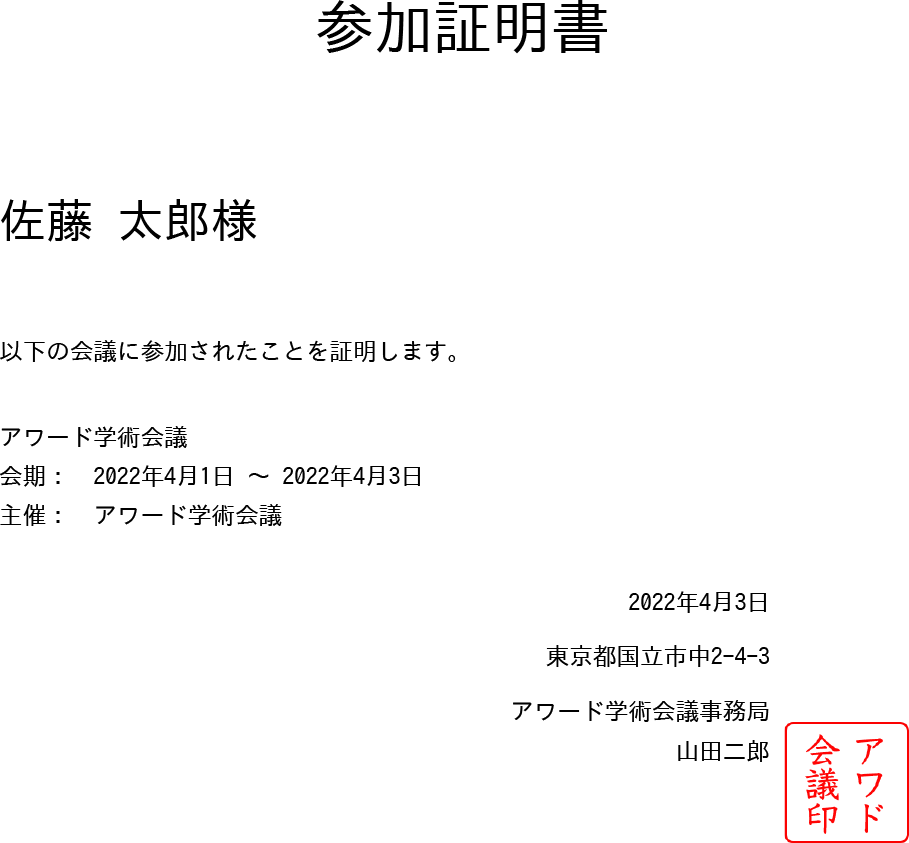 参加証明書
佐藤 太郎様
以下の会議に参加されたことを証明します。
アワード学術会議
会期： 2022年4月1日 ～ 2022年4月3日
主催： アワード学術会議
2022年4月3日
東京都国立市中2-4-3
アワード学術会議事務局
山田二郎
アワド
会議印